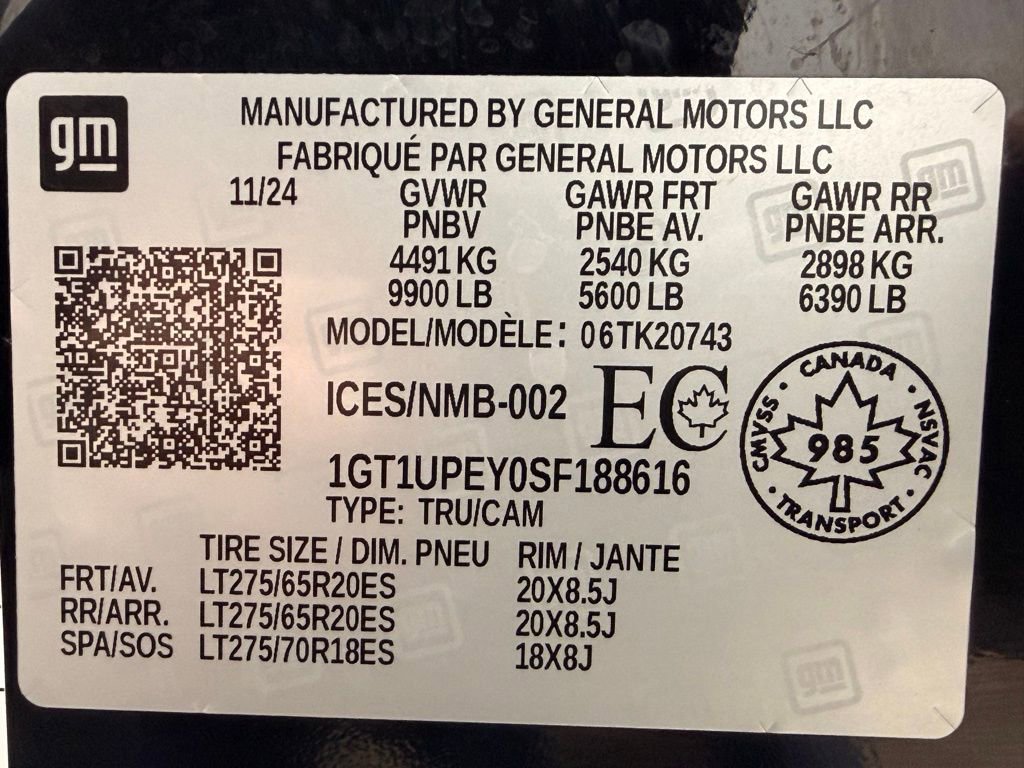 gm
MANUFACTURED BY GENERAL MOTORS LLC
FABRIQUÉ PAR GENERAL MOTORS LLC
11/24 GVWR GAWR FRT GAWR RR
PNBV PNBE AV. PNBE ARR.
4491 KG 2540 KG 2898 KG
9900 LB 5600 LB 6390 LB
MODEL/MODÈLE: 06TK20743
ICES/NMB-002 EC
CANADA
CMVSS 985 NSVAC
TRANSPORT
1GT1UPEY0SF188616
TYPE: TRU/CAM
TIRE SIZE / DIM. PNEU RIM / JANTE
FRT/AV. LT275/65R20ES 20X8.5J
RR/ARR. LT275/65R20ES 20X8.5J
SPA/SOS LT275/70R18ES 18X8J
gm